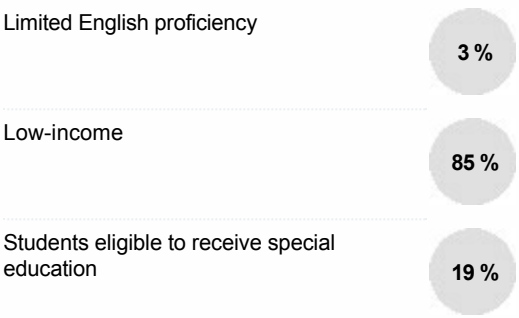 Limited English proficiency
3 %
Low-income
85 %
Students eligible to receive special
education
19 %